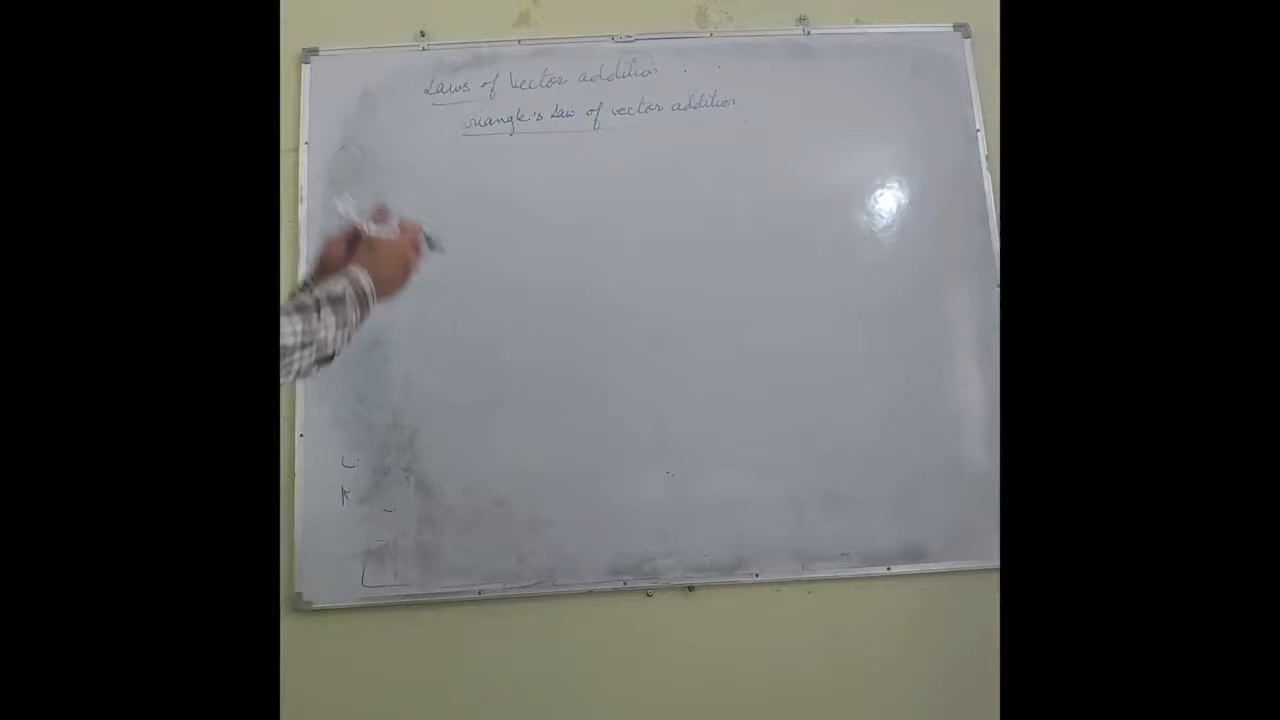 Laws of Vector addition
Triangle's Law of vector addition